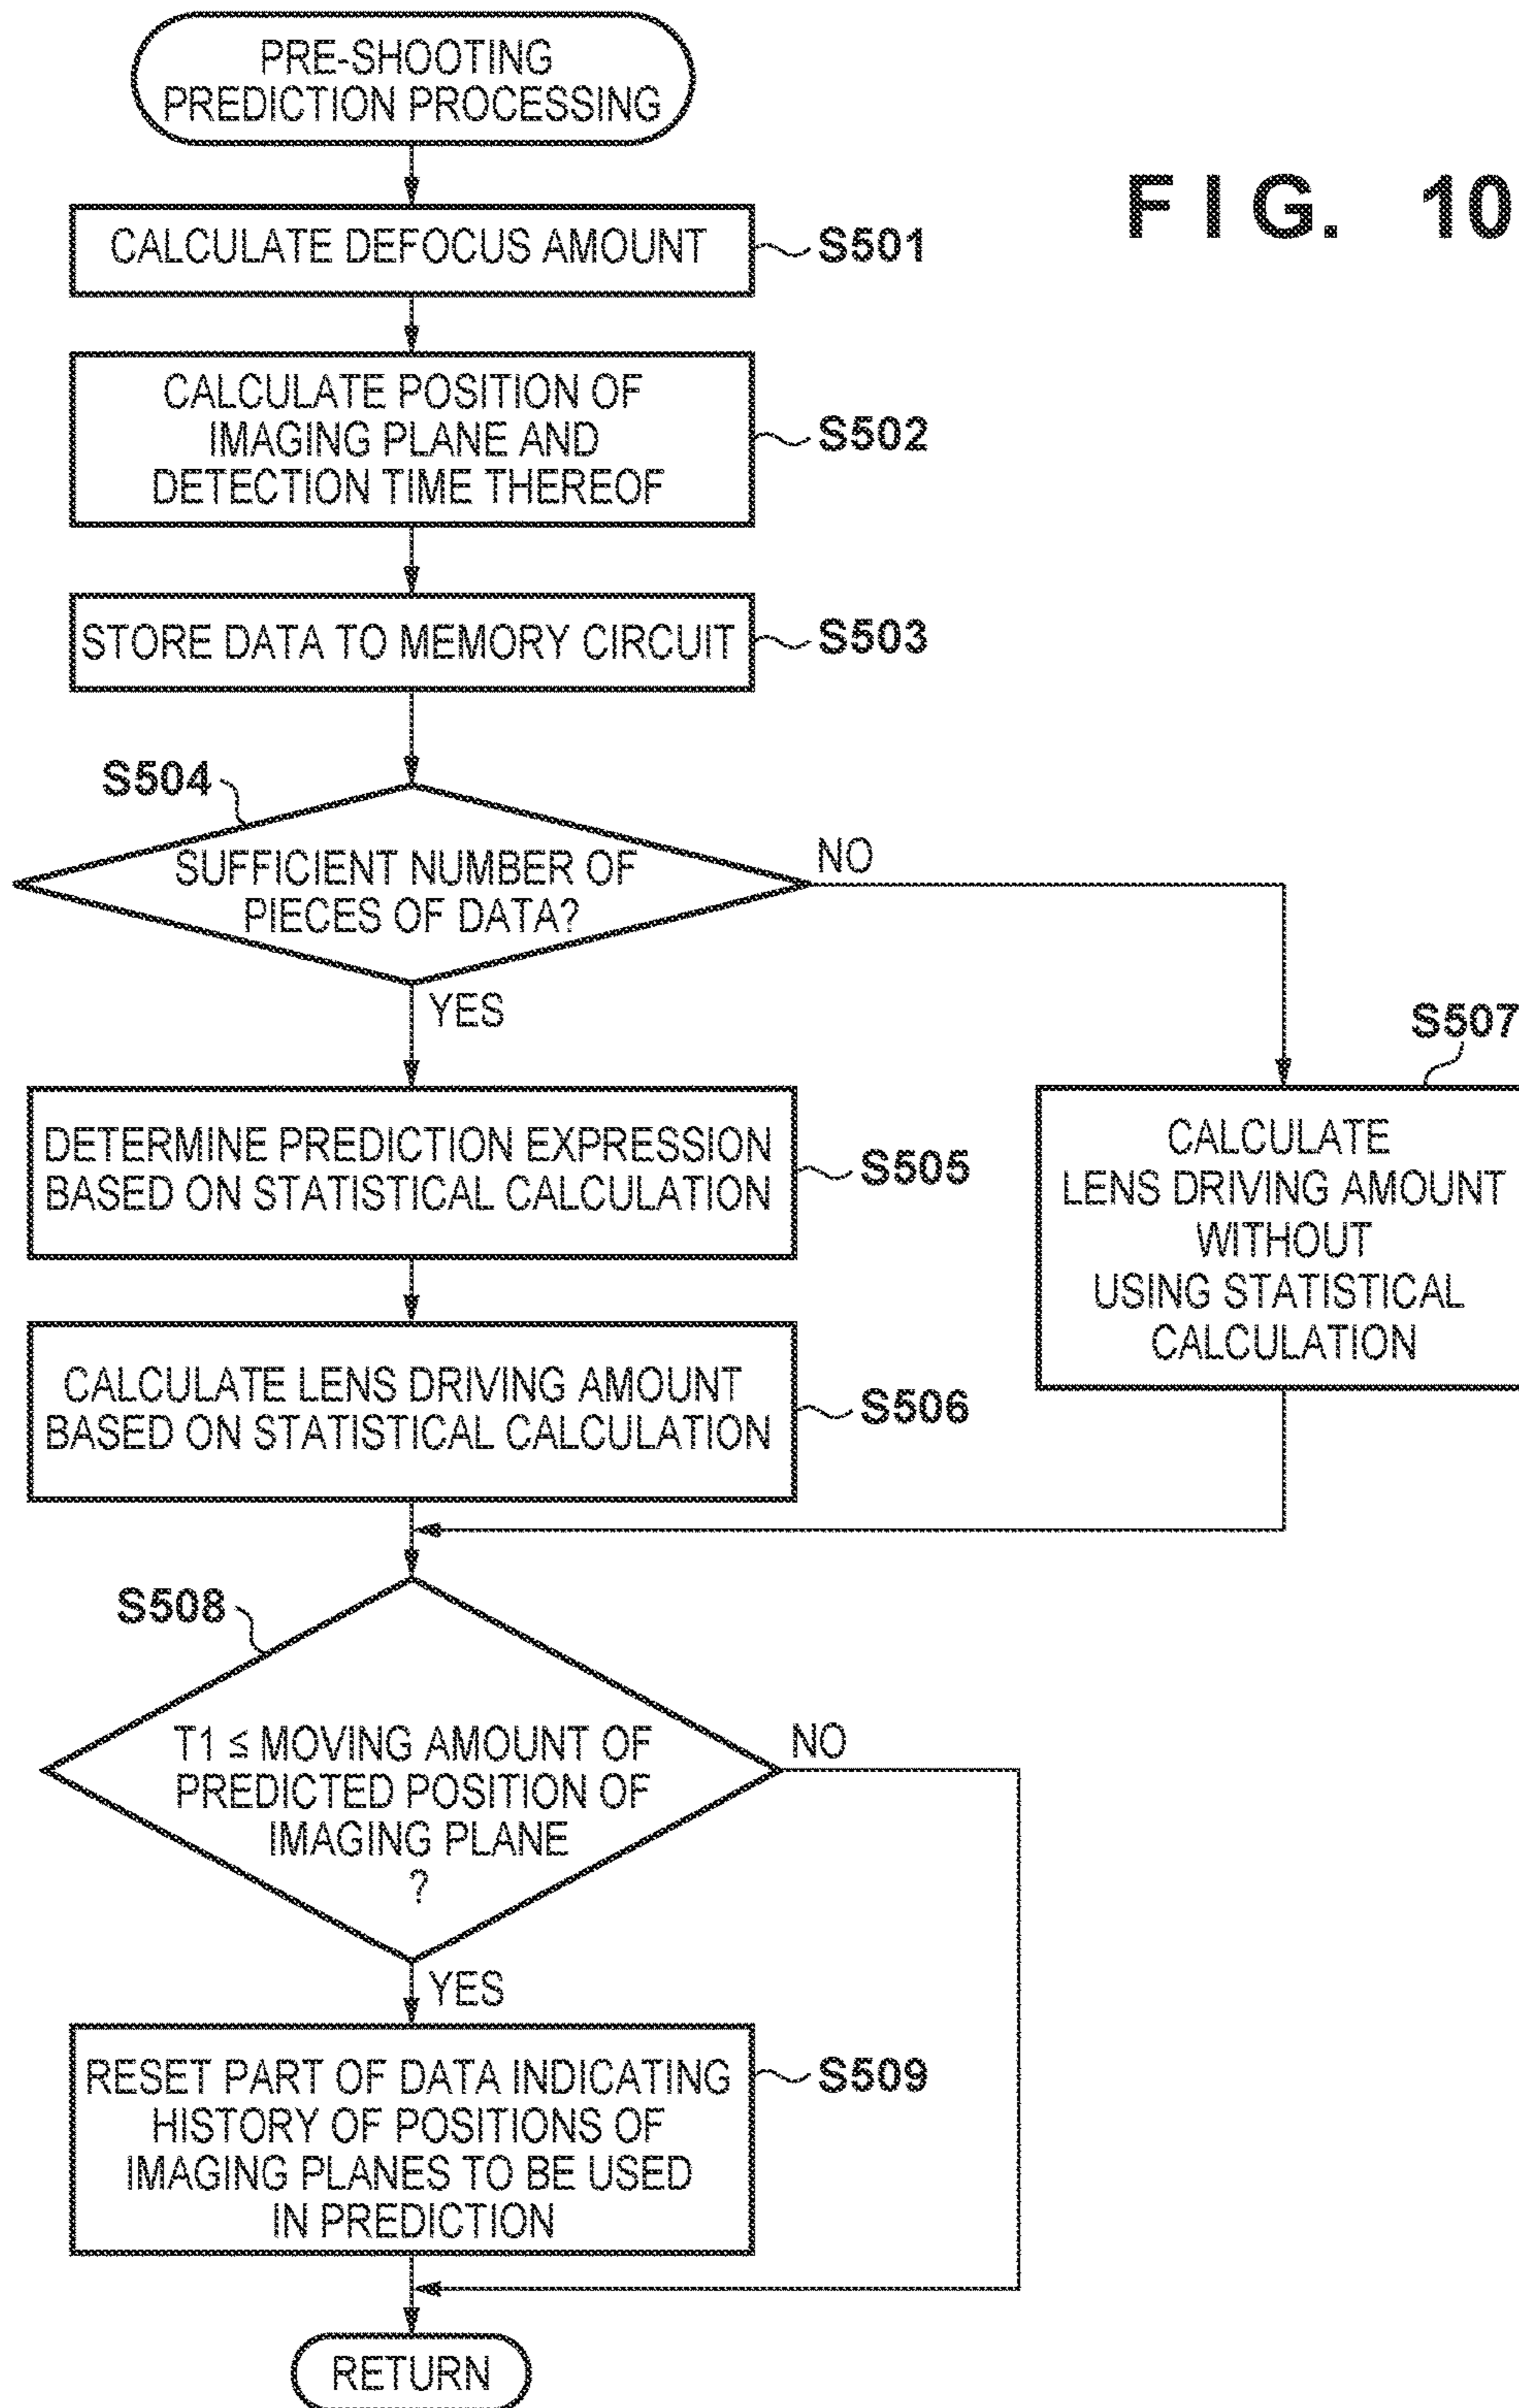 PRE-SHOOTING
PREDICTION PROCESSING
FIG. 10
CALCULATE DEFOCUS AMOUNT
S501
CALCULATE POSITION OF
IMAGING PLANE AND
DETECTION TIME THEREOF
S502
STORE DATA TO MEMORY CIRCUIT
S503
S504
SUFFICIENT NUMBER OF
PIECES OF DATA?
NO
YES
DETERMINE PREDICTION EXPRESSION
BASED ON STATISTICAL CALCULATION
S505
S507
CALCULATE
LENS DRIVING AMOUNT
WITHOUT
USING STATISTICAL
CALCULATION
CALCULATE LENS DRIVING AMOUNT
BASED ON STATISTICAL CALCULATION
S506
S508
T1 ≦ MOVING AMOUNT OF
PREDICTED POSITION OF
IMAGING PLANE
?
NO
YES
RESET PART OF DATA INDICATING
HISTORY OF POSITIONS OF
IMAGING PLANES TO BE USED
IN PREDICTION
S509
RETURN